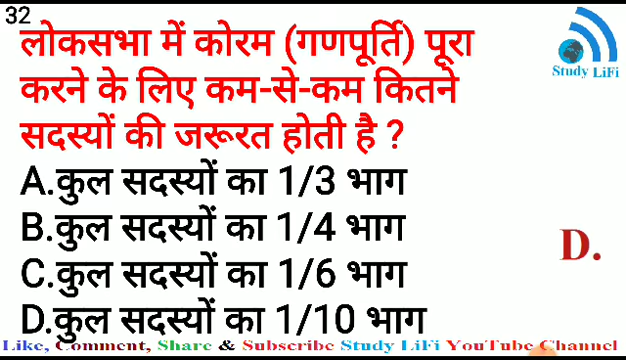 32
लोकसभा में कोरम (गणपूर्ति) पूरा
करने के लिए कम-से-कम कितने
सदस्यों की जरूरत होती है ?
Study LiFi
A.कुल सदस्यों का 1/3 भाग
B.कुल सदस्यों का 1/4 भाग
C.कुल सदस्यों का 1/6 भाग
D.कुल सदस्यों का 1/10 भाग
D.
Like, Comment, Share & Subscribe Study LiFi YouTube Channel